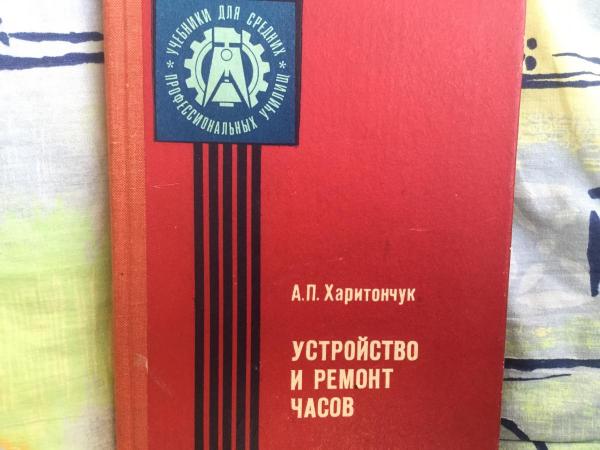 * УЧЕБНИКИ ДЛЯ СРЕДНИХ *
ПРОФЕССИОНАЛЬНЫХ УЧИЛИЩ
А.П. Харитончук
УСТРОЙСТВО
И РЕМОНТ
ЧАСОВ